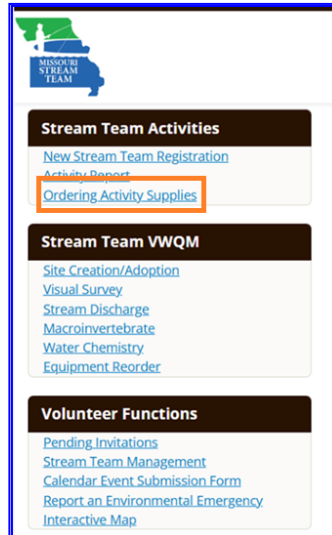 MISSOURI
STREAM
TEAM
Stream Team Activities
New Stream Team Registration
Activity Report
Ordering Activity Supplies
Stream Team VWQM
Site Creation/Adoption
Visual Survey
Stream Discharge
Macroinvertebrate
Water Chemistry
Equipment Reorder
Volunteer Functions
Pending Invitations
Stream Team Management
Calendar Event Submission Form
Report an Environmental Emergency
Interactive Map